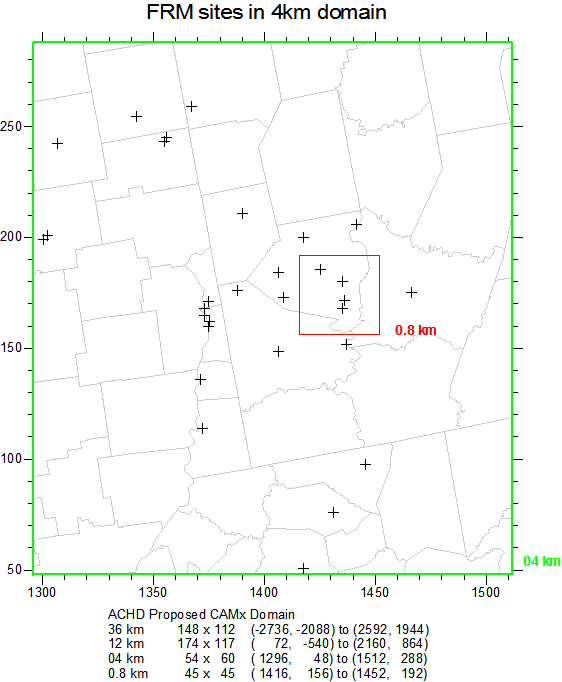 FRM sites in 4km domain
250
200
150
100
50
0.8 km
04 km
1300 1350 1400 1450 1500
ACHD Proposed CAMx Domain
36 km 148 x 112 (-2736, -2088) to (2592, 1944)
12 km 174 x 117 ( 72, -540) to (2160, 864)
04 km 54 x 60 ( 1296, 48) to (1512, 288)
0.8 km 45 x 45 ( 1416, 156) to (1452, 192)